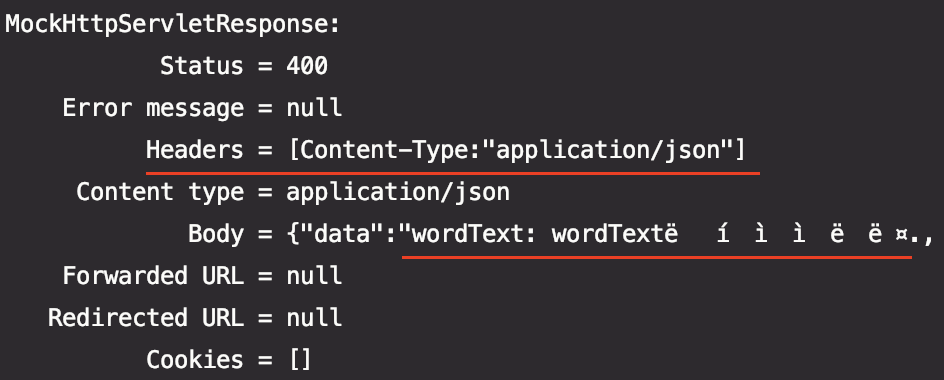 MockHttpServletResponse:
Status = 400
Error message = null
Headers = [Content-Type:"application/json"]
Content type = application/json
Body = {"data":"wordText: wordTextë   í ì ì ë ë¤.,
Forwarded URL = null
Redirected URL = null
Cookies = []